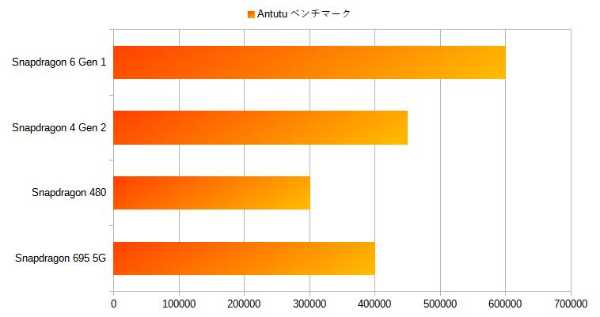 Antutu ベンチマーク
Snapdragon 6 Gen 1
Snapdragon 4 Gen 2
Snapdragon 480
Snapdragon 695 5G
0 100000 200000 300000 400000 500000 600000 700000